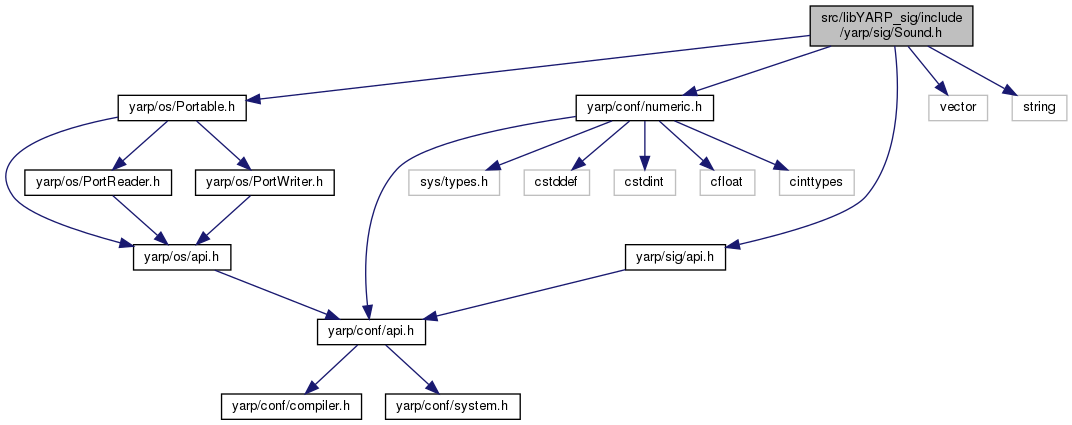 src/libYARP_sig/include
/yarp/sig/Sound.h
yarp/os/Portable.h
yarp/conf/numeric.h
vector
string
yarp/os/PortReader.h
yarp/os/PortWriter.h
sys/types.h
cstddef
cstdint
cfloat
cinttypes
yarp/os/api.h
yarp/sig/api.h
yarp/conf/api.h
yarp/conf/compiler.h
yarp/conf/system.h